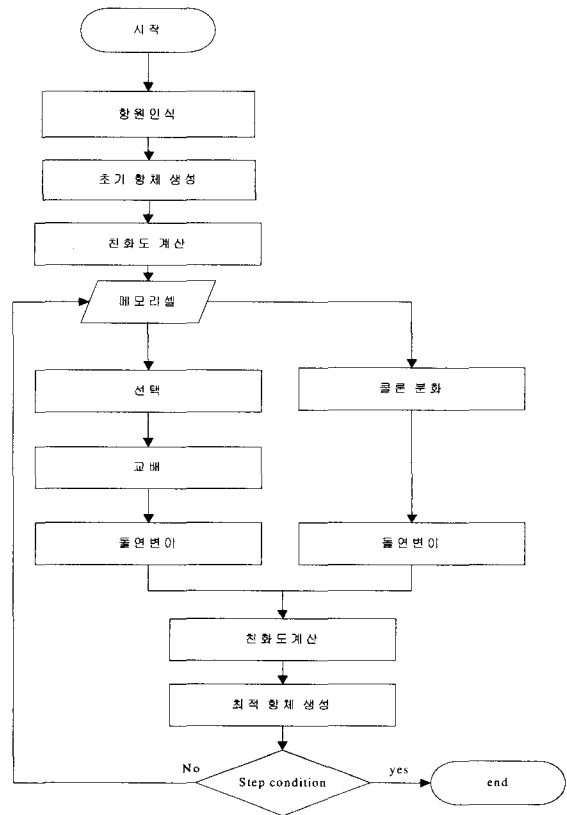 시작
항원인식
초기 항체 생성
친화도 계산
메모리셀
선택
클론 분화
교배
돌연변이
돌연변이
친화도계산
최적 항체 생성
No
Step condition
yes
end